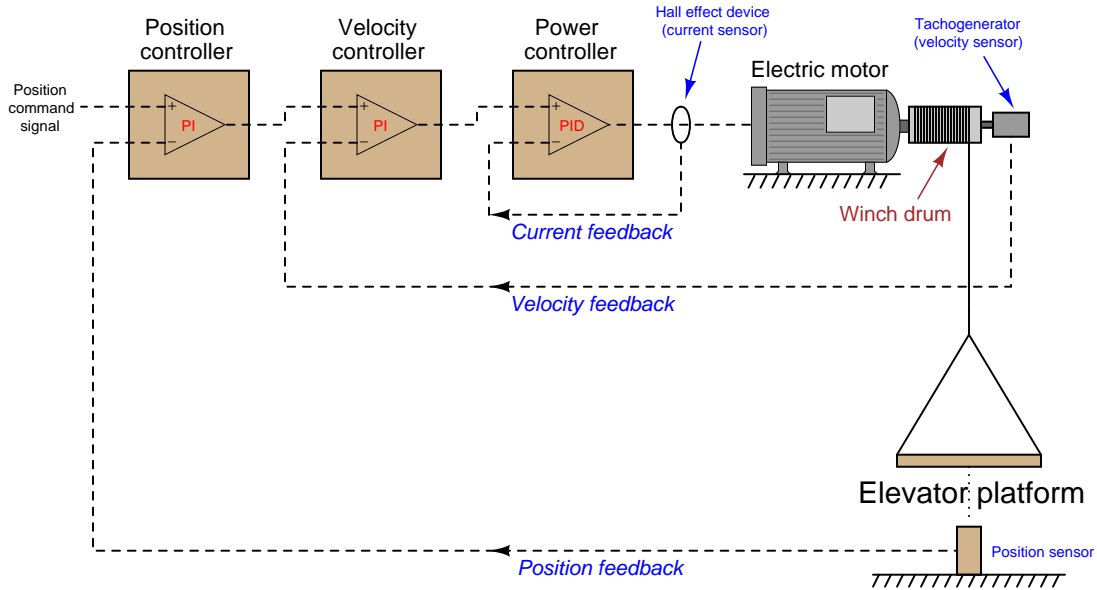 Position
controller
Velocity
controller
Power
controller
Hall effect device
(current sensor)
Tachogenerator
(velocity sensor)
Electric motor
Position
command
signal
+
−
PI
+
−
PI
+
−
PID
Winch drum
Current feedback
Velocity feedback
Elevator platform
Position sensor
Position feedback